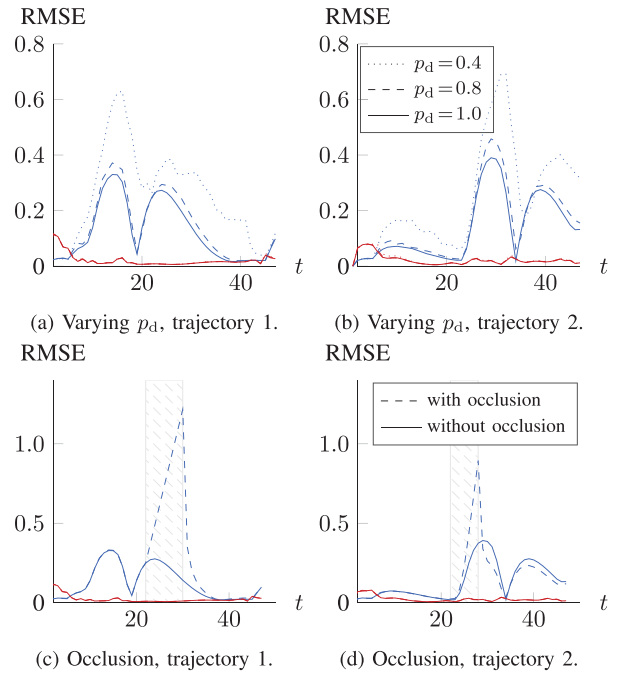 RMSE
0.8
0.6
0.4
0.2
0
20
40
t
(a) Varying p_d, trajectory 1.
RMSE
0.8
0.6
0.4
0.2
0
20
40
t
p_d = 0.4
p_d = 0.8
p_d = 1.0
(b) Varying p_d, trajectory 2.
RMSE
1.0
0.5
0
20
40
t
(c) Occlusion, trajectory 1.
RMSE
1.0
0.5
0
20
40
t
with occlusion
without occlusion
(d) Occlusion, trajectory 2.